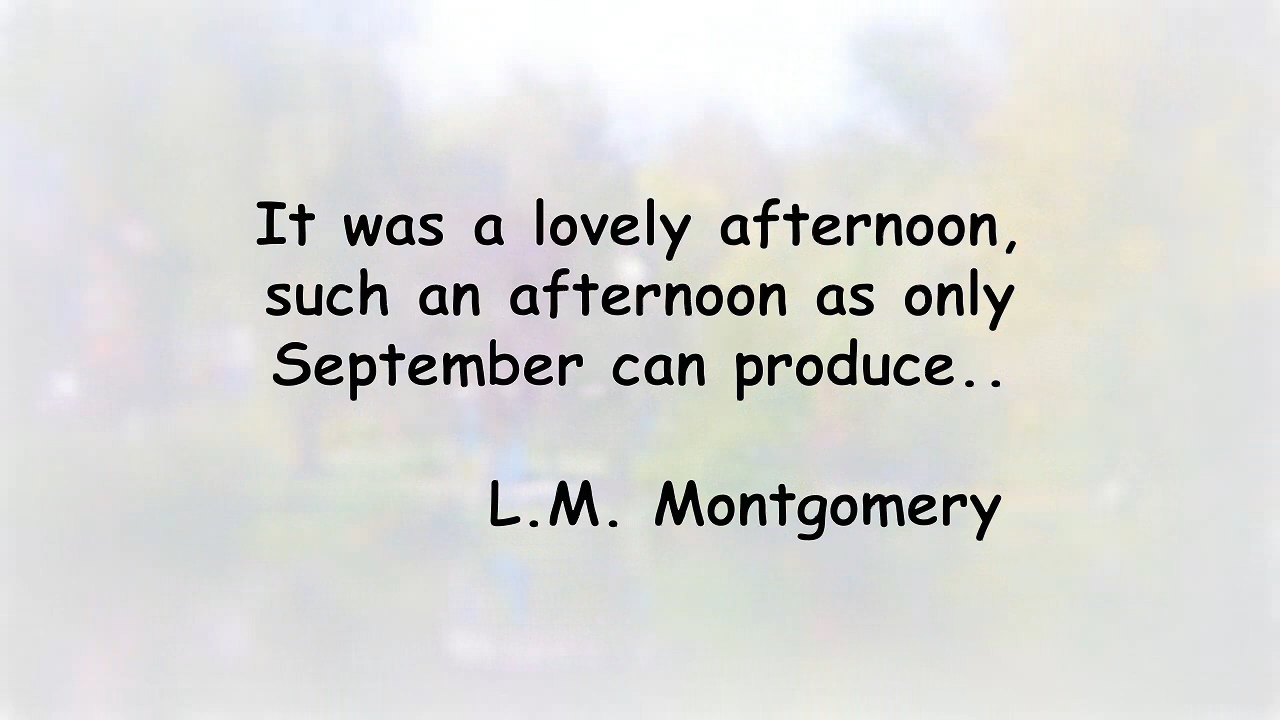 It was a lovely afternoon,
such an afternoon as only
September can produce..
L.M. Montgomery